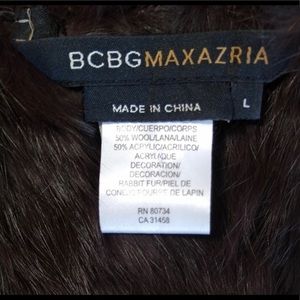 BCBGMAXAZRIA
MADE IN CHINA
L
BODY/CUERPO/CORPS
50% WOOL/LANA/LAINE
50% ACRYLIC/ACRILICO/
ACRYLIQUE
DECORATION/
DECORACION/
RABBIT FUR/PIEL DE
CONEJO/FOURRURE DE LAPIN
RN 80734
CA 31458